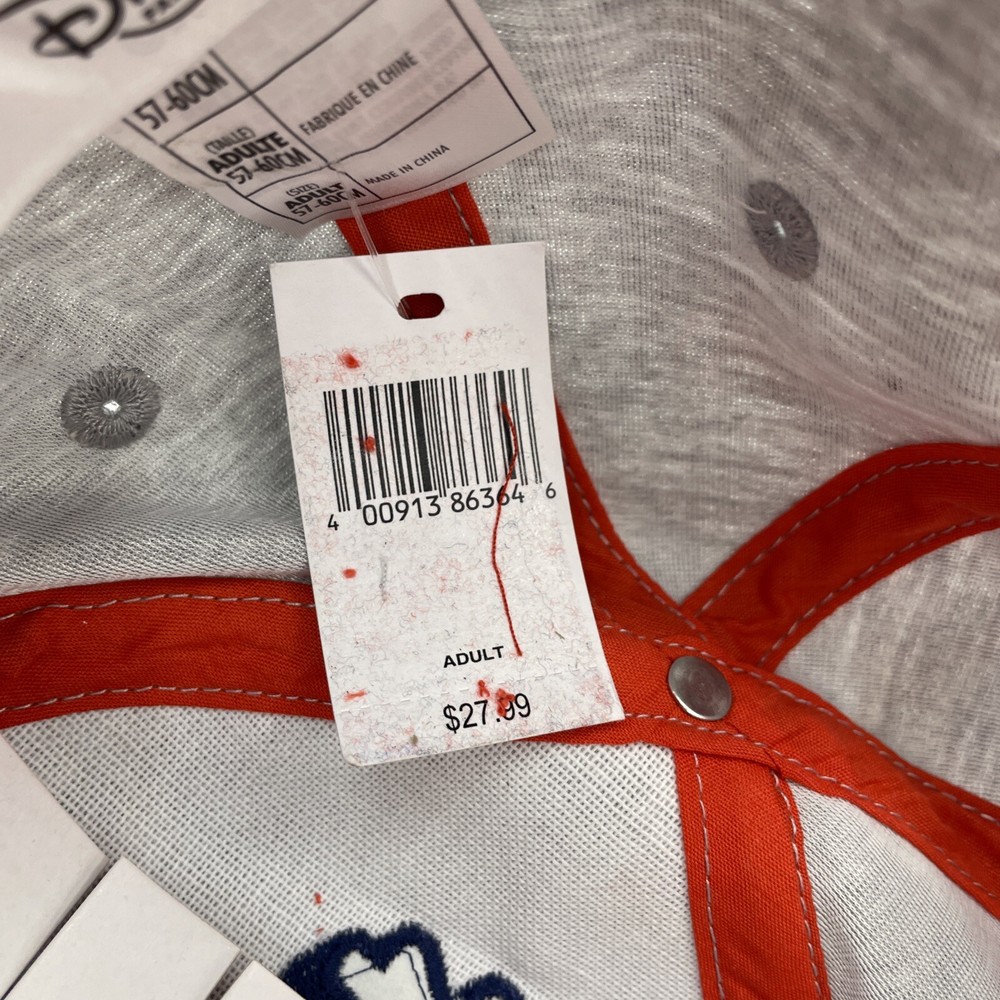 57-60CM
(TAILLE)
ADULTE
57-60CM
FABRIQUE EN CHINE
(SIZE)
ADULT
57-60CM
MADE IN CHINA
4 00913 86364 6
ADULT
$27.99